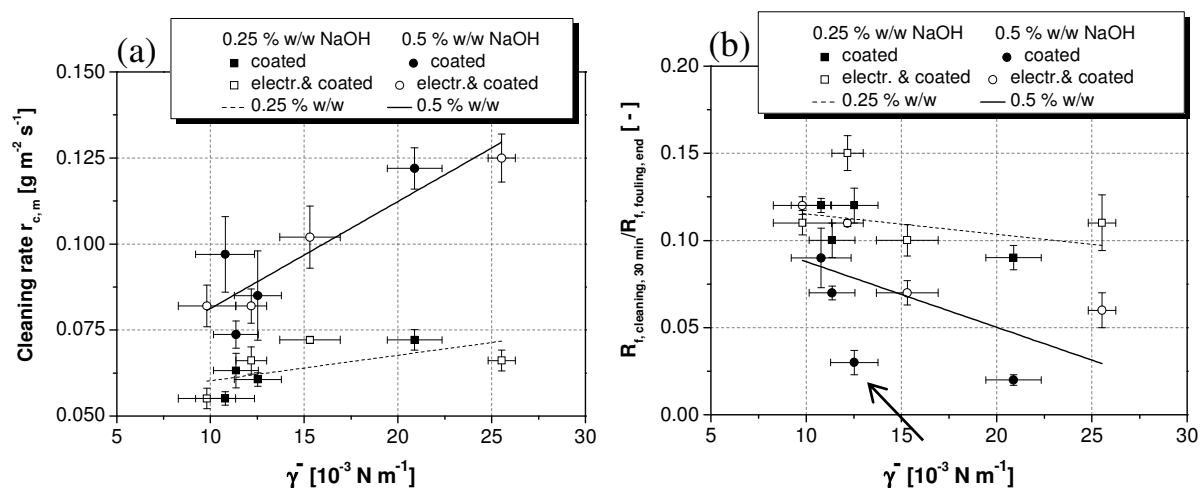 (a)
0.25 % w/w NaOH 0.5 % w/w NaOH
coated coated
electr.& coated electr.& coated
0.25 % w/w 0.5 % w/w
0.150
0.125
0.100
0.075
0.050
Cleaning rate r_c, m [g m⁻² s⁻¹]
5 10 15 20 25 30
γ⁻ [10⁻³ N m⁻¹]
(b)
0.25 % w/w NaOH 0.5 % w/w NaOH
coated coated
electr.& coated electr.& coated
0.25 % w/w 0.5 % w/w
0.20
0.15
0.10
0.05
0.00
R_f, cleaning, 30 min/R_f, fouling, end [ - ]
5 10 15 20 25 30
γ⁻ [10⁻³ N m⁻¹]